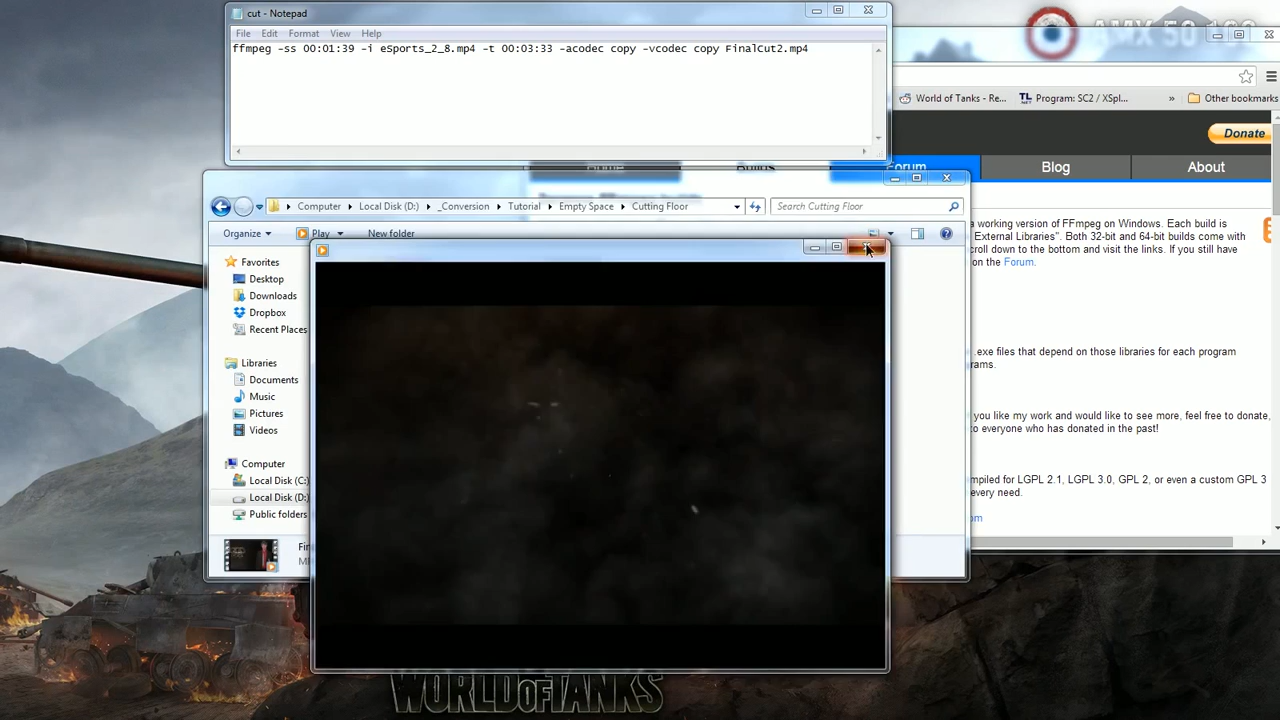 cut - Notepad
File Edit Format View Help
ffmpeg -ss 00:01:39 -i esports_2_8.mp4 -t 00:03:33 -acodec copy -vcodec copy FinalCut2.mp4
AMX 50 100
World of Tanks - Re...
Program: SC2 / XSpl...
» Other bookmarks
Donate
Home Builds Forum Blog About
Computer Local Disk (D:) _Conversion Tutorial Empty Space Cutting Floor
Search Cutting Floor
Organize Play New folder
Favorites
Desktop
Downloads
Dropbox
Recent Places
Libraries
Documents
Music
Pictures
Videos
Computer
Local Disk (C:
Local Disk (D:
Public folders
Fin
a working version of FFmpeg on Windows. Each build is
External Libraries". Both 32-bit and 64-bit builds come with
croll down to the bottom and visit the links. If you still have
on the Forum.
.exe files that depend on those libraries for each program
rams.
you like my work and would like to see more, feel free to donate,
o everyone who has donated in the past!
mpiled for LGPL 2.1, LGPL 3.0, GPL 2, or even a custom GPL 3
every need.
om
WORLD OF TANKS